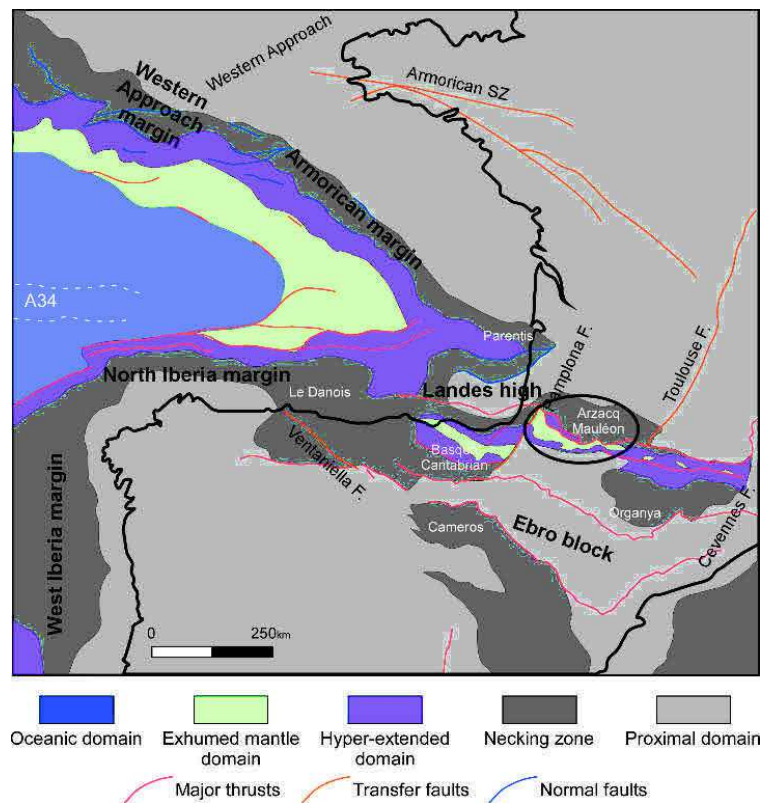 Western Approach
Western
Approach
margin
Armorican SZ
Armorican margin
A34
Parentis
Pamplona F.
Toulouse F.
North Iberia margin
Le Danois
Landes high
Arzacq
Mauléon
Ventaniella F.
Basque
Cantabrian
Organya
Cevennes F.
Cameros
Ebro block
West Iberia margin
0 250km
Oceanic domain
Exhumed mantle
domain
Hyper-extended
domain
Necking zone
Proximal domain
Major thrusts
Transfer faults
Normal faults